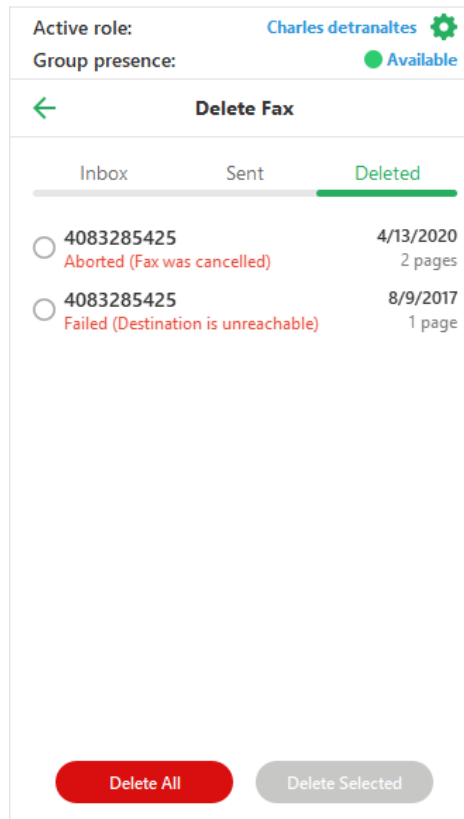 Active role: Charles detranaltes
Group presence: Available
Delete Fax
Inbox Sent Deleted
4083285425 4/13/2020
Aborted (Fax was cancelled) 2 pages
4083285425 8/9/2017
Failed (Destination is unreachable) 1 page
Delete All Delete Selected